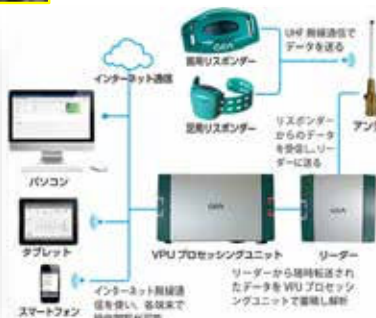 UHF 無線通信で
データを送る
首用リスポンダー
インターネット通信
足用リスポンダー
アン
リスポンダー
からのデータ
を受信し、リー
ダーに送る
パソコン
タブレット
VPU プロセッシングユニット
リーダー
リーダーから随時転送され
たデータを VPU プロセッシ
ングユニットで蓄積し解析
スマートフォン
インターネット無線通
信を使い、各端末で